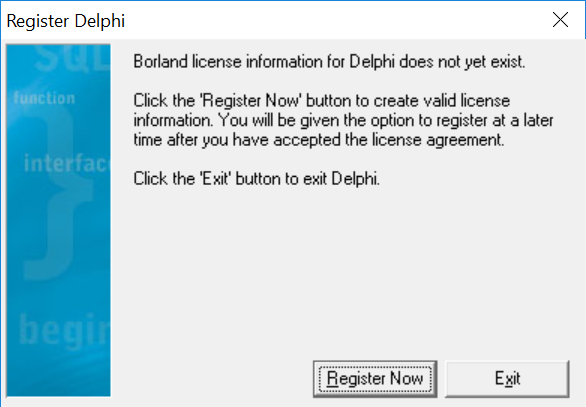 Register Delphi
SQL
function
interfac
}
begin
Borland license information for Delphi does not yet exist.
Click the 'Register Now' button to create valid license
information. You will be given the option to register at a later
time after you have accepted the license agreement.
Click the 'Exit' button to exit Delphi.
Register Now
Exit